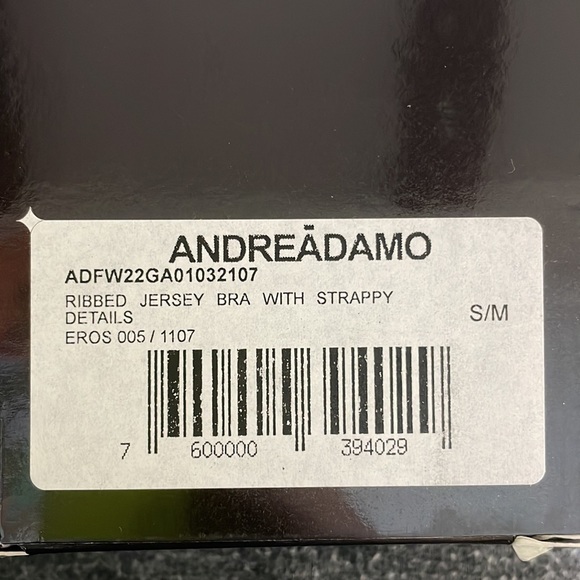 ANDREĀDAMO
ADFW22GA01032107
RIBBED JERSEY BRA WITH STRAPPY
DETAILS
S/M
EROS 005 / 1107
7 600000 394029